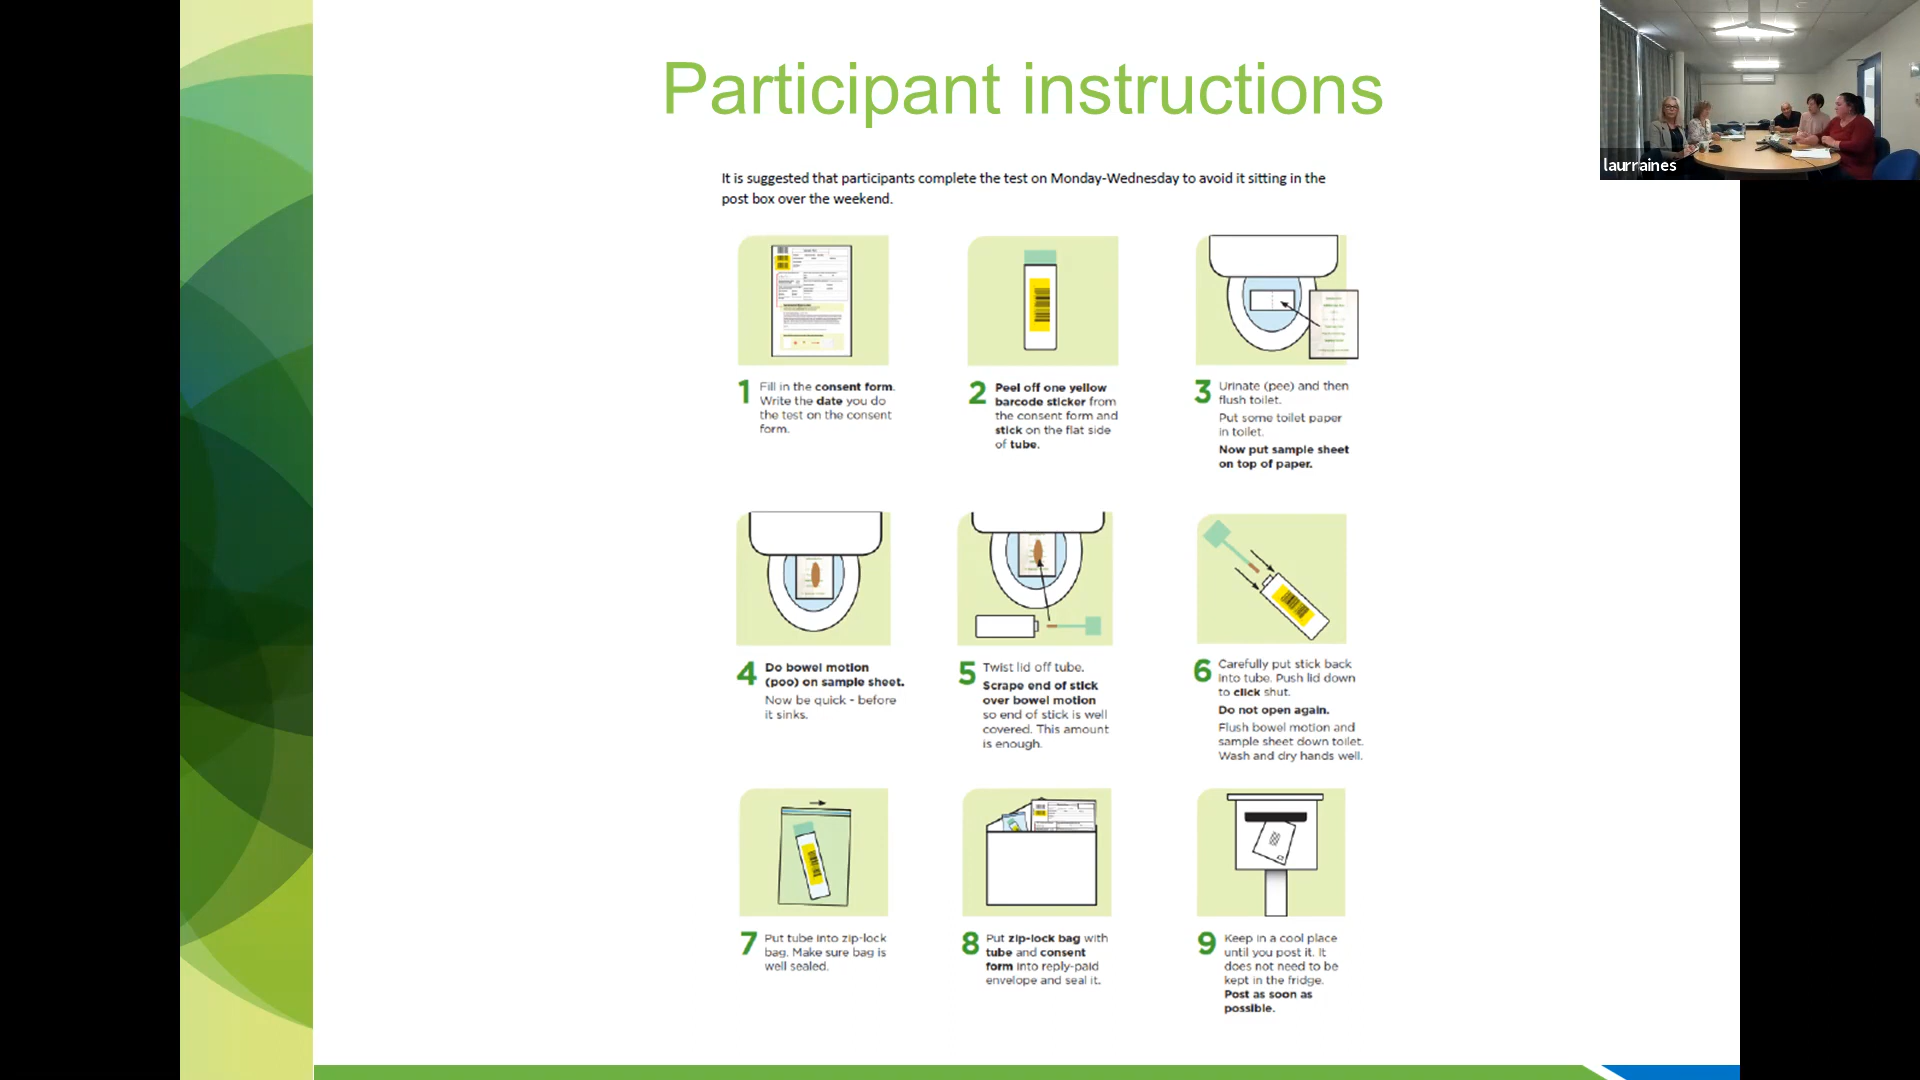 Participant instructions
laurraines
It is suggested that participants complete the test on Monday-Wednesday to avoid it sitting in the
post box over the weekend.
1 Fill in the consent form.
Write the date you do
the test on the consent
form.
2 Peel off one yellow
barcode sticker from
the consent form and
stick on the flat side
of tube.
3 Urinate (pee) and then
flush toilet.
Put some toilet paper
in toilet.
Now put sample sheet
on top of paper.
4 Do bowel motion
(poo) on sample sheet.
Now be quick - before
it sinks.
5 Twist lid off tube.
Scrape end of stick
over bowel motion
so end of stick is well
covered. This amount
is enough.
6 Carefully put stick back
into tube. Push lid down
to click shut.
Do not open again.
Flush bowel motion and
sample sheet down toilet.
Wash and dry hands well.
7 Put tube into zip-lock
bag. Make sure bag is
well sealed.
8 Put zip-lock bag with
tube and consent
form into reply-paid
envelope and seal it.
9 Keep in a cool place
until you post it. It
does not need to be
kept in the fridge.
Post as soon as
possible.